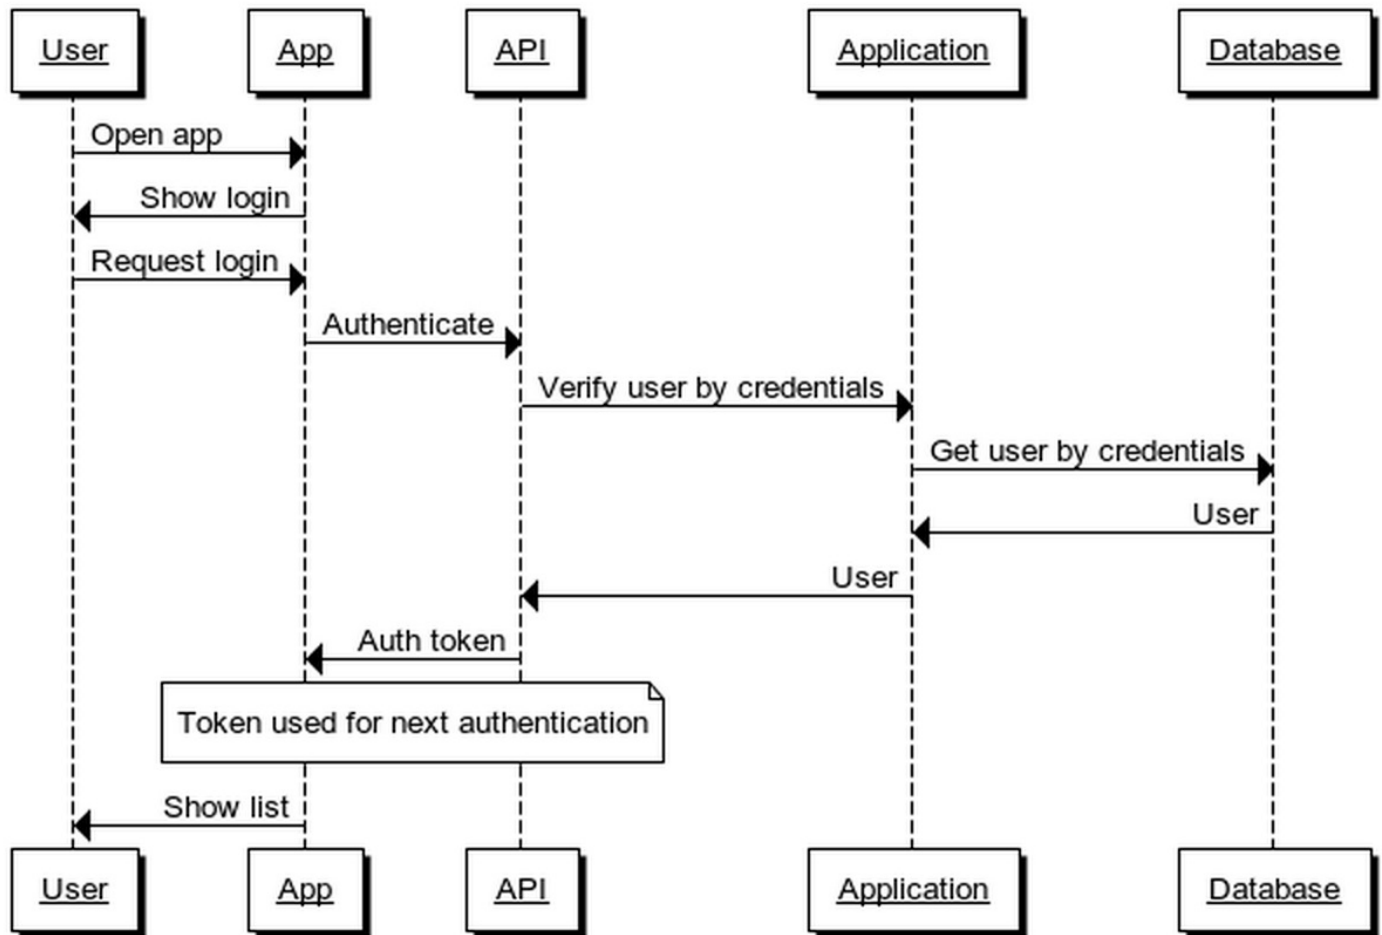 User App API Application Database
Open app
Show login
Request login
Authenticate
Verify user by credentials
Get user by credentials
User
User
Auth token
Token used for next authentication
Show list
User App API Application Database